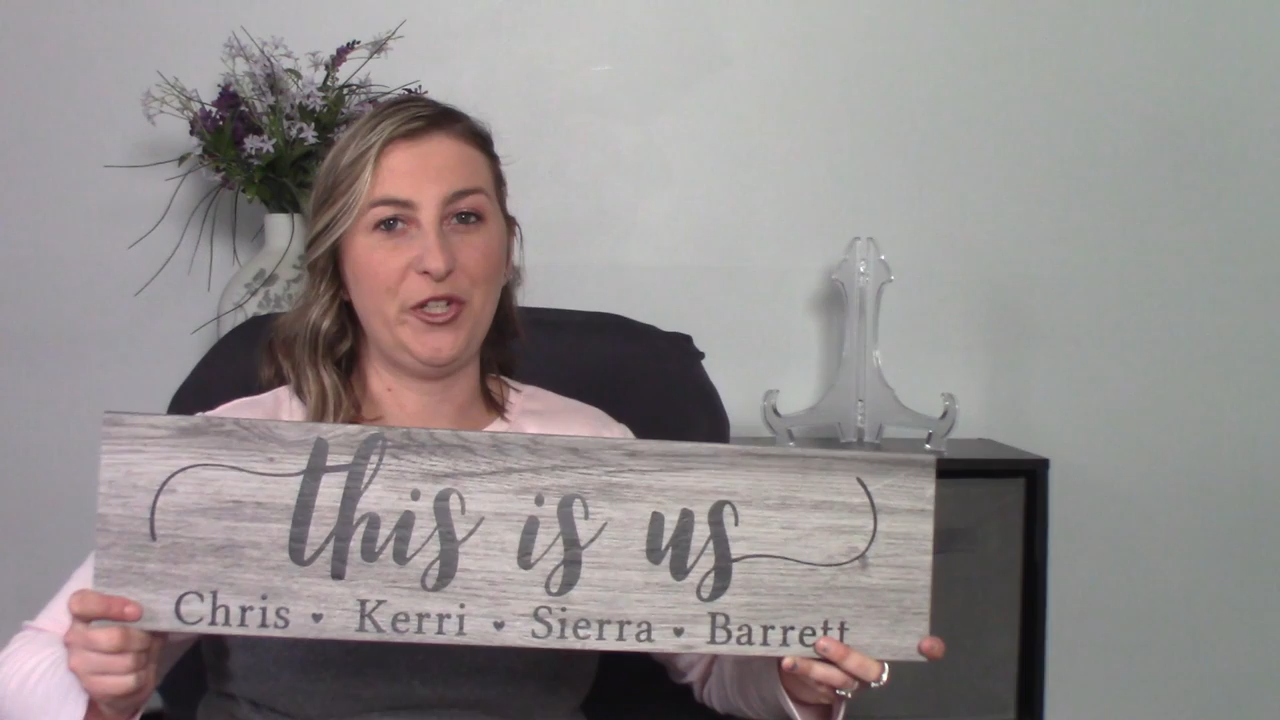 this is us
Chris ♥ Kerri ♥ Sierra ♥ Barrett